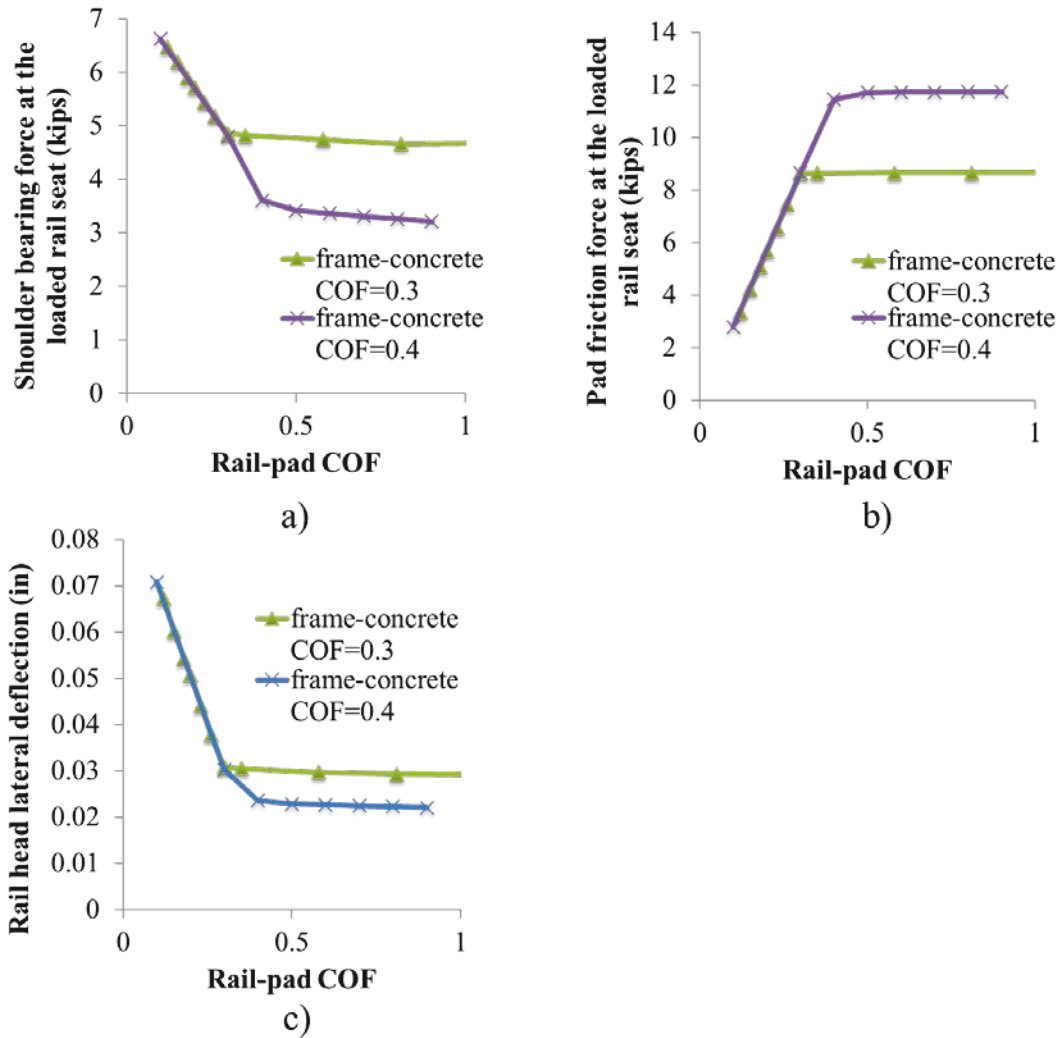 Shoulder bearing force at the
loaded rail seat (kips)
7
6
5
4
3
2
1
0
0
0.5
1
Rail-pad COF
frame-concrete
COF=0.3
frame-concrete
COF=0.4
a)
Pad friction force at the loaded
rail seat (kips)
14
12
10
8
6
4
2
0
0
0.5
1
Rail-pad COF
frame-concrete
COF=0.3
frame-concrete
COF=0.4
b)
Rail head lateral deflection (in)
0.08
0.07
0.06
0.05
0.04
0.03
0.02
0.01
0
0
0.5
1
Rail-pad COF
frame-concrete
COF=0.3
frame-concrete
COF=0.4
c)